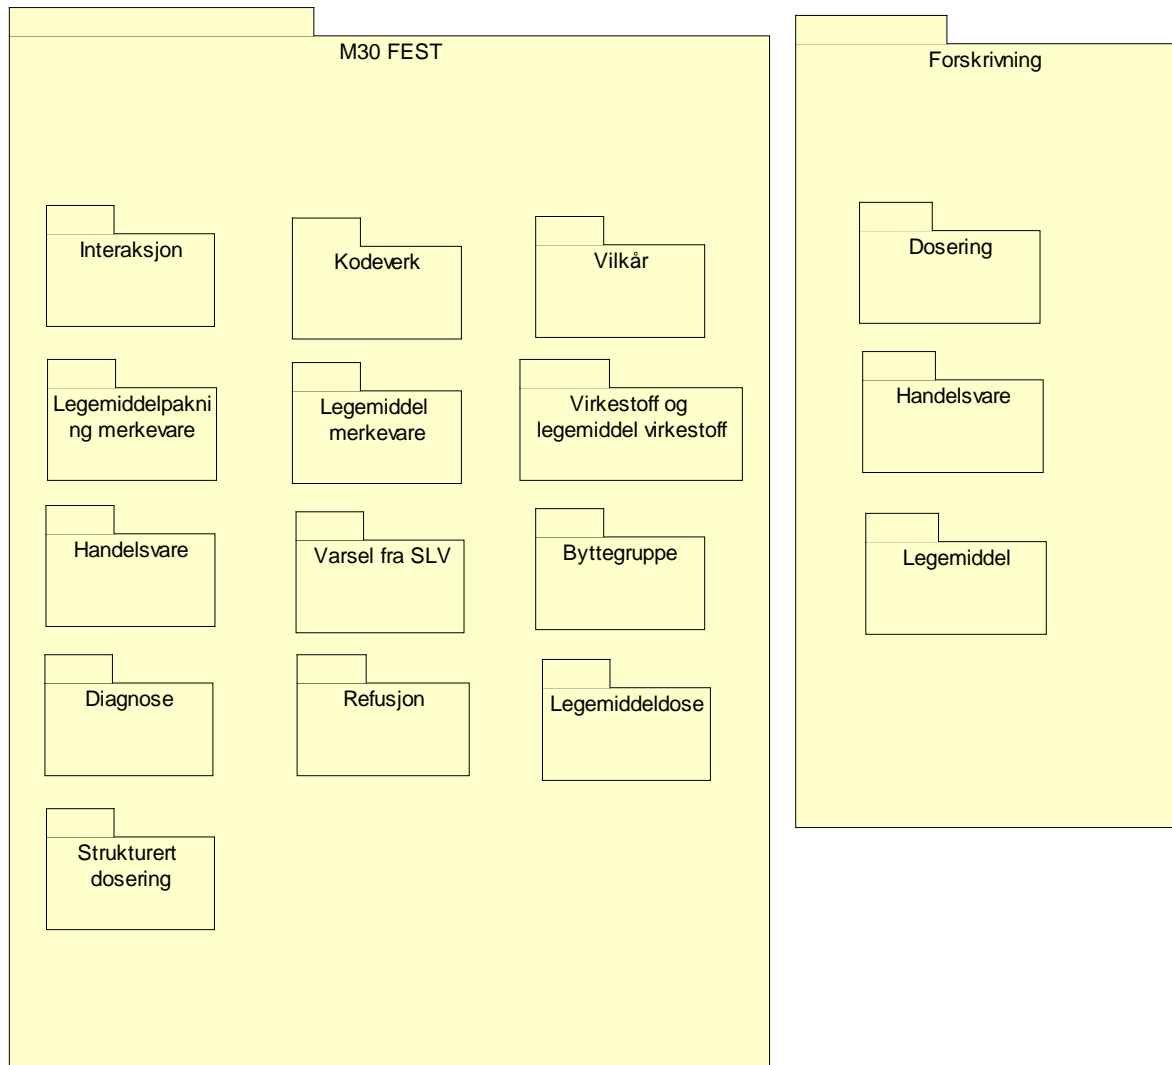 M30 FEST
Interaksjon
Kodeverk
Vilkår
Legemiddelpakni
ng merkevare
Legemiddel
merkevare
Virkestoff og
legemiddel virkestoff
Handelsvare
Varsel fra SLV
Byttegruppe
Diagnose
Refusjon
Legemiddeldose
Strukturert
dosering
Forskrivning
Dosering
Handelsvare
Legemiddel